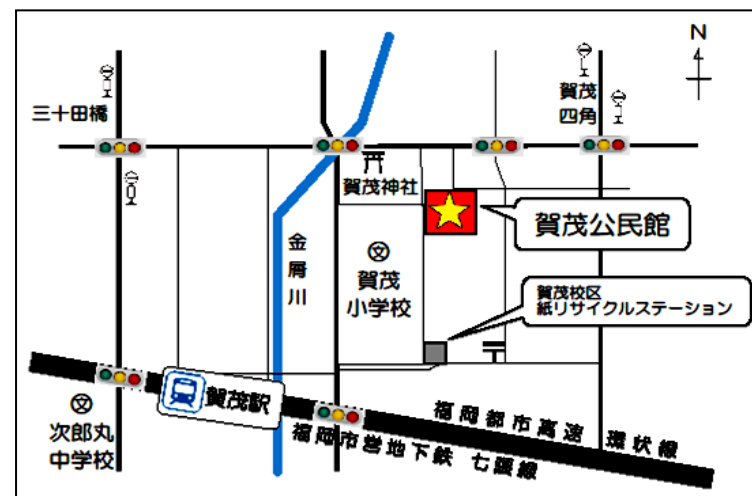 N
三十田橋
賀茂
四角
賀茂神社
賀茂公民館
金
屑
川
文
賀茂
小学校
賀茂校区
紙リサイクルステーション
賀茂駅
文
次郎丸
中学校
福岡都市高速 環状線
福岡市営地下鉄 七隈線